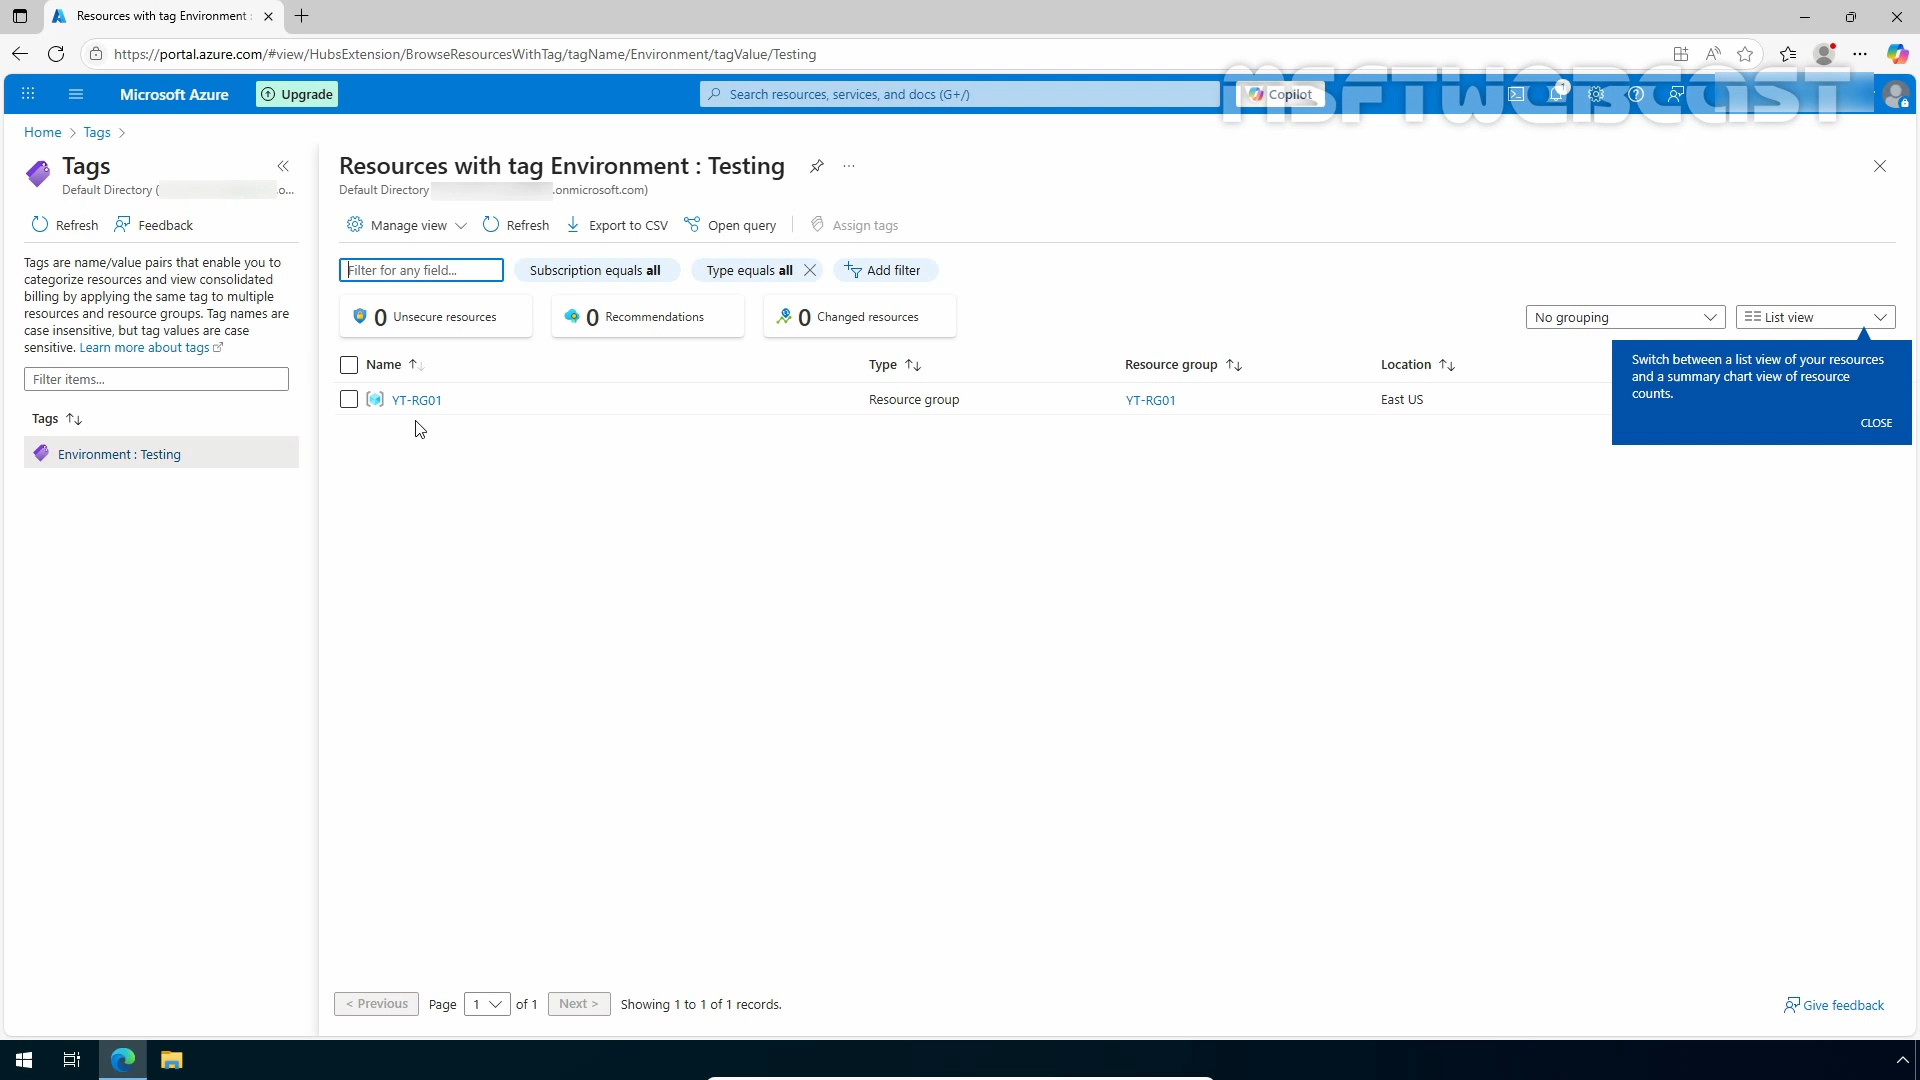 Resources with tag Environment :
https://portal.azure.com/#view/HubsExtension/BrowseResourcesWithTag/tagName/Environment/tagValue/Testing
Microsoft Azure
Upgrade
Search resources, services, and docs (G+/)
Copilot
1
MSFTWEBCAST
Home > Tags >
Tags
Default Directory (
o...
Refresh
Feedback
Tags are name/value pairs that enable you to
categorize resources and view consolidated
billing by applying the same tag to multiple
resources and resource groups. Tag names are
case insensitive, but tag values are case
sensitive. Learn more about tags
Filter items...
Tags
Environment : Testing
Resources with tag Environment : Testing
Default Directory
.onmicrosoft.com)
Manage view
Refresh
Export to CSV
Open query
Assign tags
Filter for any field...
Subscription equals all
Type equals all
Add filter
0 Unsecure resources
0 Recommendations
0 Changed resources
No grouping
List view
Name
Type
Resource group
Location
YT-RG01
Resource group
YT-RG01
East US
Switch between a list view of your resources
and a summary chart view of resource
counts.
CLOSE
< Previous
Page
1
of 1
Next >
Showing 1 to 1 of 1 records.
Give feedback